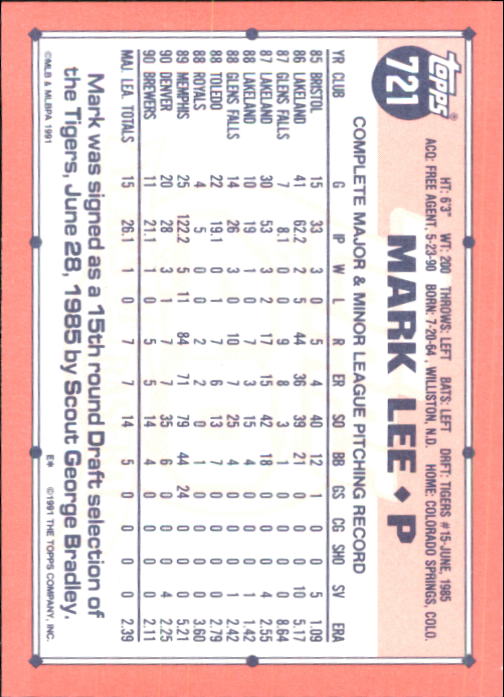 topps®
721
HT: 6'3" WT: 200 THROWS: LEFT BATS: LEFT DRFT: TIGERS #15-JUNE, 1985
ACQ: FREE AGENT, 5-23-90 BORN: 7-20-64, WILLISTON, N.D. HOME: COLORADO SPRINGS, COLO.
MARK LEE ♦ P
COMPLETE MAJOR & MINOR LEAGUE PITCHING RECORD
YR CLUB G IP W L R ER SO BB GS CG SHO SV ERA
85 BRISTOL 15 33 3 0 5 4 40 12 1 0 0 5 1.09
86 LAKELAND 41 62.2 2 5 44 36 39 21 0 0 0 10 5.17
87 GLENS FALLS 7 8.1 0 0 9 8 3 1 0 0 0 0 8.64
87 LAKELAND 30 53 3 2 17 15 42 18 0 0 0 4 2.55
88 LAKELAND 10 19 1 0 7 3 15 4 0 0 0 1 1.42
88 GLENS FALLS 14 26 3 0 10 7 25 4 0 0 0 1 2.42
88 TOLEDO 22 19.1 0 1 7 6 13 7 0 0 0 0 2.79
88 ROYALS 4 5 0 0 2 2 0 1 0 0 0 0 3.60
89 MEMPHIS 25 122.2 5 11 84 71 79 44 24 0 0 0 5.21
90 DENVER 20 28 3 1 7 7 35 6 0 0 0 4 2.25
90 BREWERS 11 21.1 1 0 5 5 14 4 0 0 0 0 2.11
MAJ. LEA. TOTALS 15 26.1 1 0 7 7 14 5 0 0 0 0 2.39
Mark was signed as a 15th round Draft selection of
the Tigers, June 28, 1985 by Scout George Bradley.
©MLB & MLBPA 1991 E* ©1991 THE TOPPS COMPANY, INC.